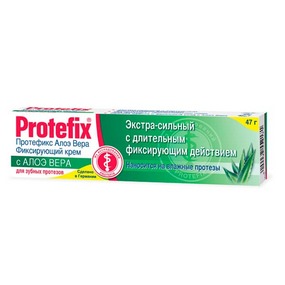 Protefix®
Протефикс Алоэ Вера
Фиксирующий крем
с АЛОЭ ВЕРА
для зубных протезов
Сделано
в Германии
Экстра-сильный
с длительным
фиксирующим действием
Наносится на влажные протезы
47 г